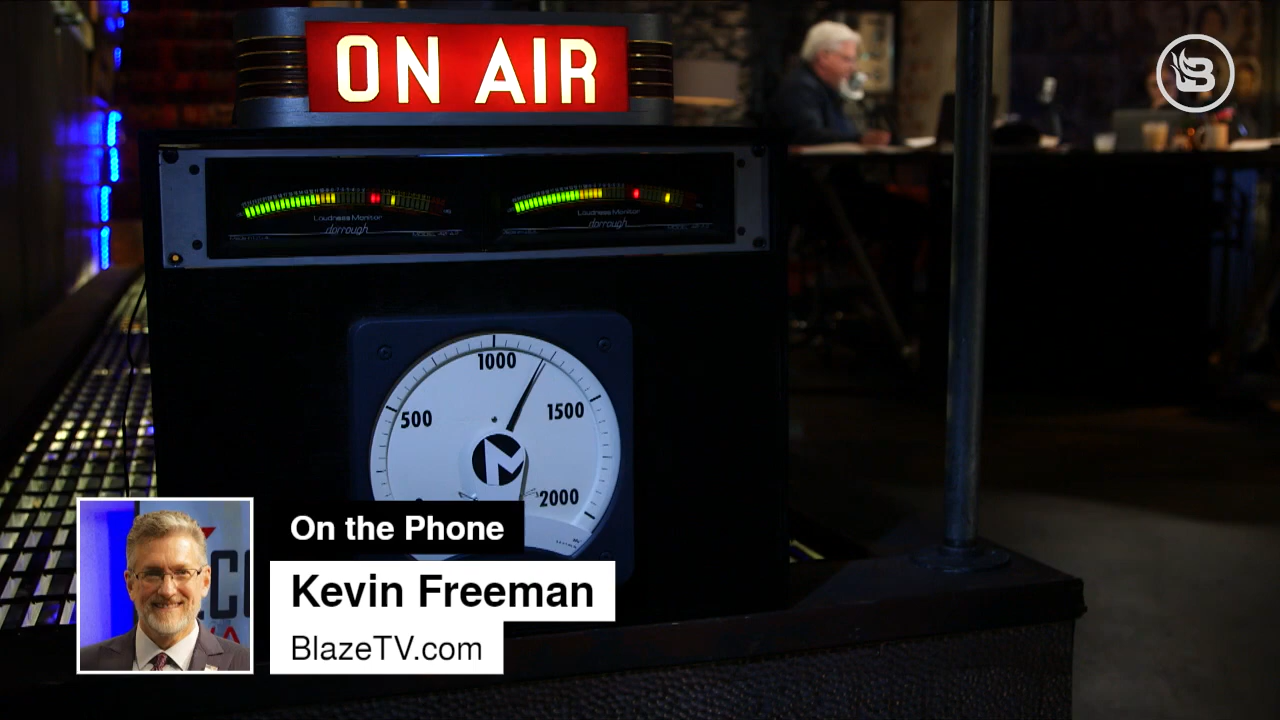 ON AIR
Loudness Monitor
dorrough
Loudness Monitor
dorrough
1000
500
1500
2000
On the Phone
Kevin Freeman
BlazeTV.com